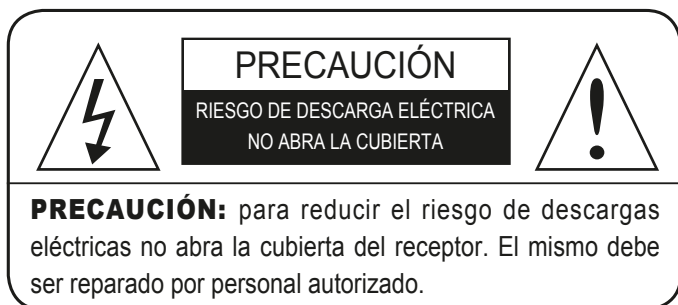 PRECAUCIÓN
RIESGO DE DESCARGA ELÉCTRICA
NO ABRA LA CUBIERTA
PRECAUCIÓN: para reducir el riesgo de descargas
eléctricas no abra la cubierta del receptor. El mismo debe
ser reparado por personal autorizado.